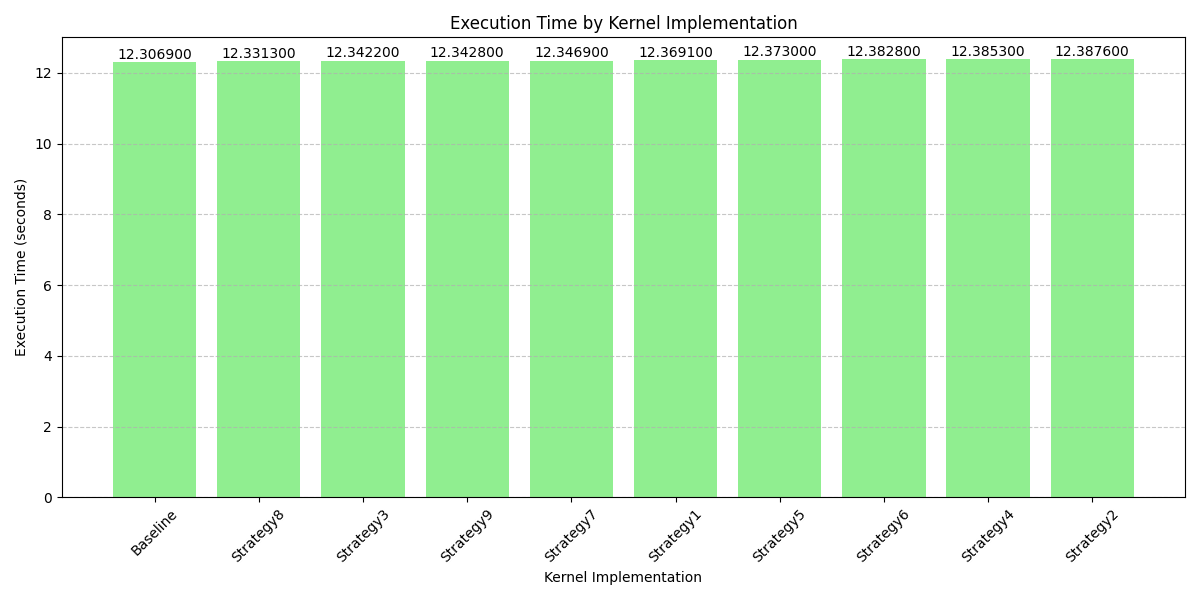 Execution Time by Kernel Implementation
12.306900 12.331300 12.342200 12.342800 12.346900 12.369100 12.373000 12.382800 12.385300 12.387600
12
10
8
6
4
2
0
Execution Time (seconds)
Baseline Strategy8 Strategy3 Strategy9 Strategy7 Strategy1 Strategy5 Strategy6 Strategy4 Strategy2
Kernel Implementation